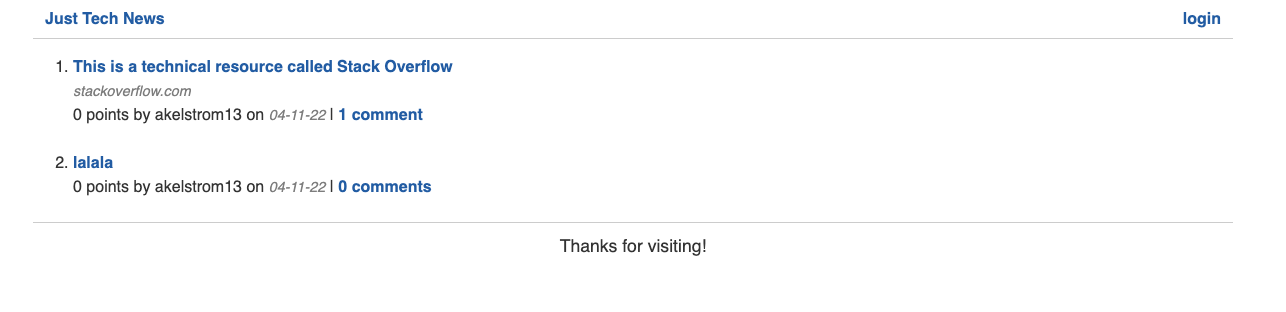 Just Tech News login
1. This is a technical resource called Stack Overflow
stackoverflow.com
0 points by akelstrom13 on 04-11-22 | 1 comment
2. lalala
0 points by akelstrom13 on 04-11-22 | 0 comments
Thanks for visiting!